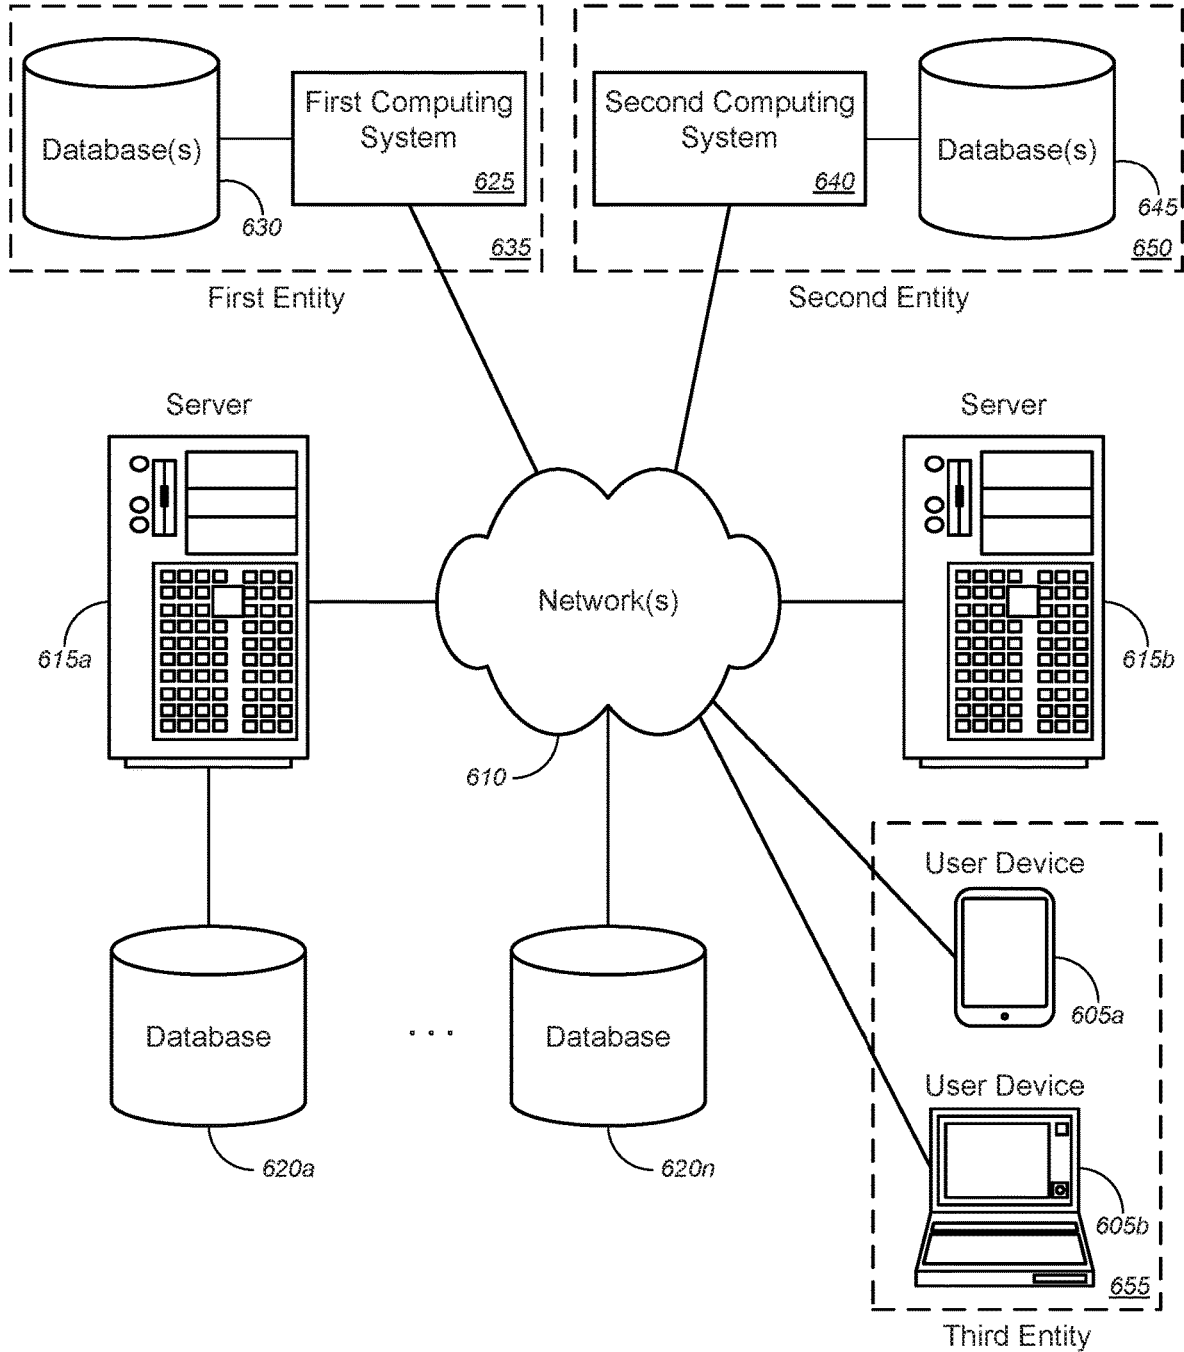 First Computing
System
625
Database(s)
630
635
First Entity
Second Computing
System
640
Database(s)
645
650
Second Entity
Server
Server
Network(s)
615a
615b
610
User Device
605a
Database
. . .
Database
620a
620n
User Device
605b
655
Third Entity